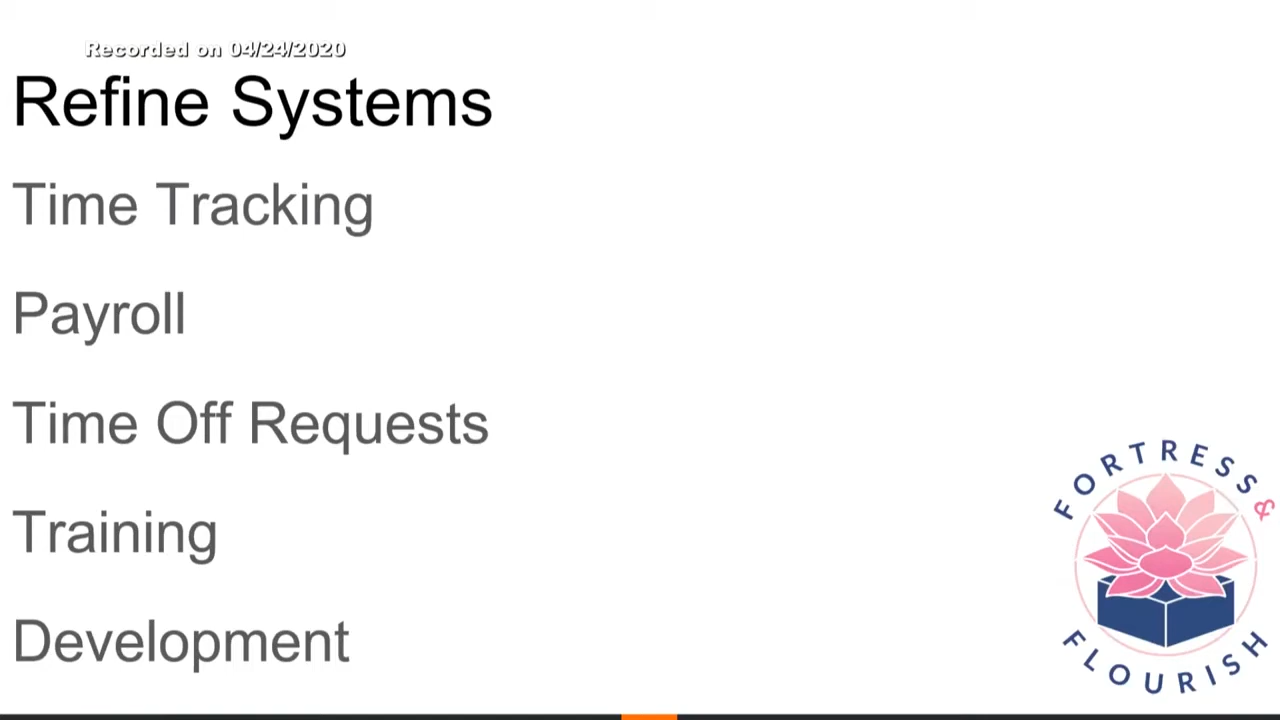 Recorded on 04/24/2020
Refine Systems
Time Tracking
Payroll
Time Off Requests
Training
Development
FORTRESS &
FLOURISH